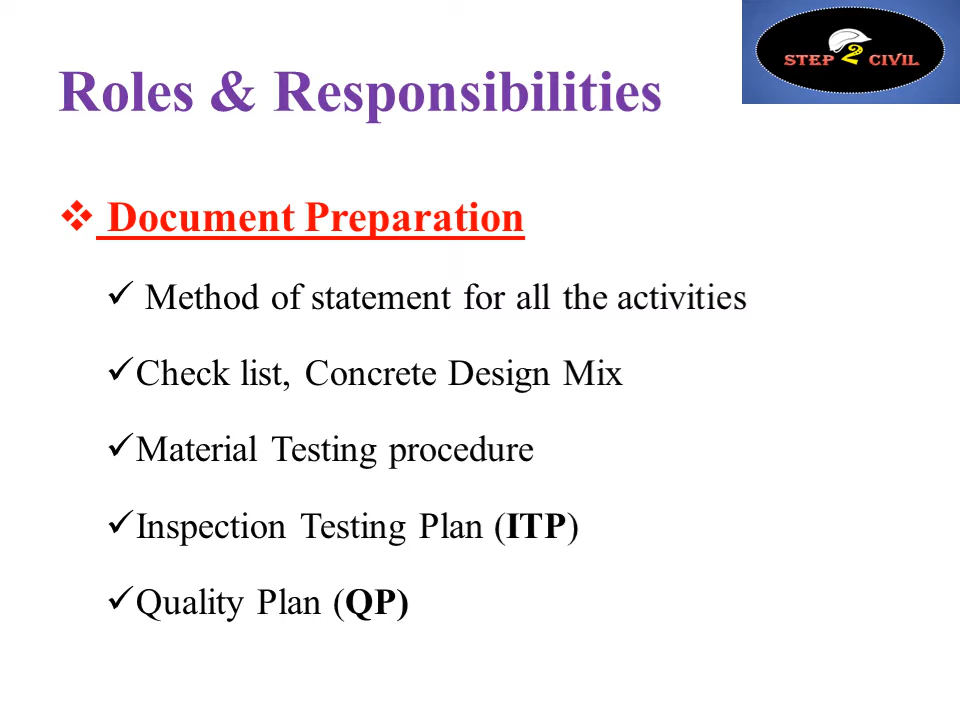 STEP 2 CIVIL
Roles & Responsibilities
Document Preparation
Method of statement for all the activities
Check list, Concrete Design Mix
Material Testing procedure
Inspection Testing Plan (ITP)
Quality Plan (QP)